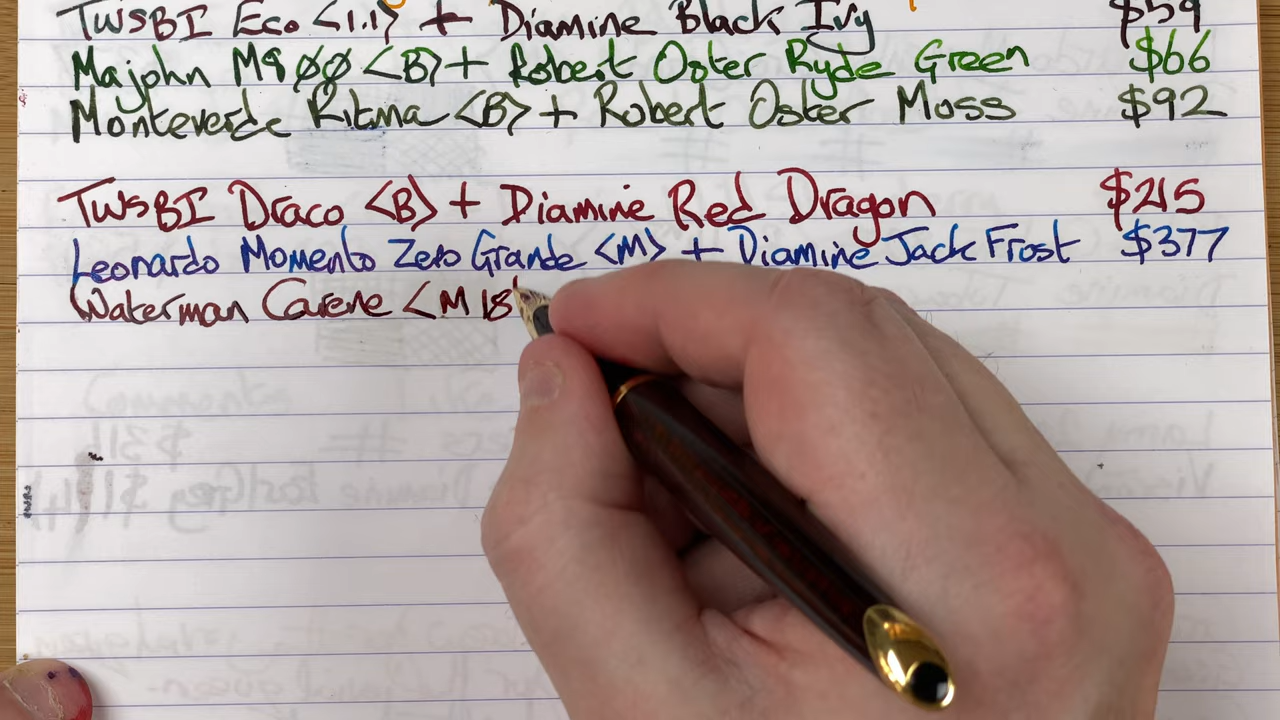 TWSBI Eco <1.1> + Diamine Black Ivy $59
Majohn M800 <B> + Robert Oster Ryde Green $66
Monteverde Ritma <B> + Robert Oster Moss $92
TWSBI Draco <B> + Diamine Red Dragon $215
Leonardo Momento Zero Grande <M> + Diamine Jack Frost $377
Waterman Carene <M 18